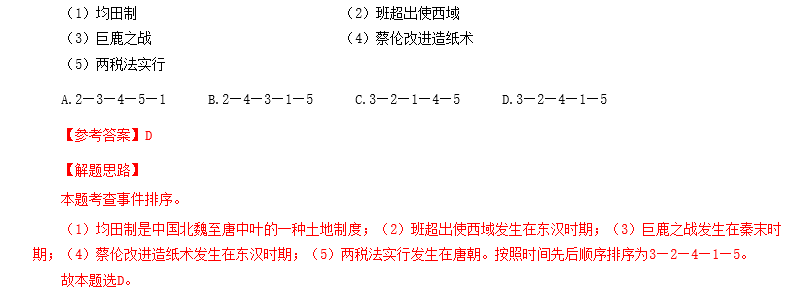 （1）均田制 （2）班超出使西域
（3）巨鹿之战 （4）蔡伦改进造纸术
（5）两税法实行
A.2—3—4—5—1 B.2—4—3—1—5 C.3—2—1—4—5 D.3—2—4—1—5
【参考答案】D
【解题思路】
本题考查事件排序。
（1）均田制是中国北魏至唐中叶的一种土地制度；（2）班超出使西域发生在东汉时期；（3）巨鹿之战发生在秦末时
期；（4）蔡伦改进造纸术发生在东汉时期；（5）两税法实行发生在唐朝。按照时间先后顺序排序为3—2—4—1—5。
故本题选D。